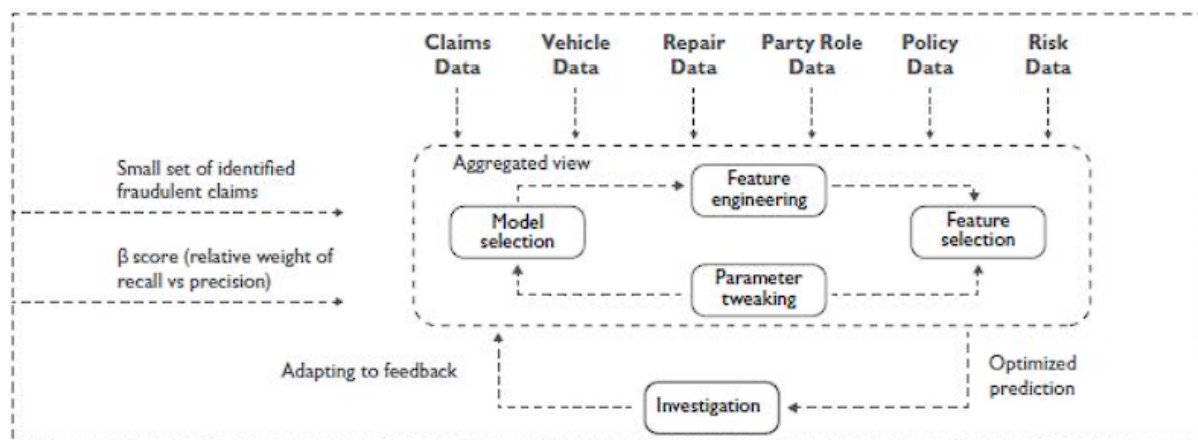 Claims
Data
Vehicle
Data
Repair
Data
Party Role
Data
Policy
Data
Risk
Data
Small set of identified
fraudulent claims
β score (relative weight of
recall vs precision)
Aggregated view
Feature
engineering
Model
selection
Feature
selection
Parameter
tweaking
Adapting to feedback
Optimized
prediction
Investigation